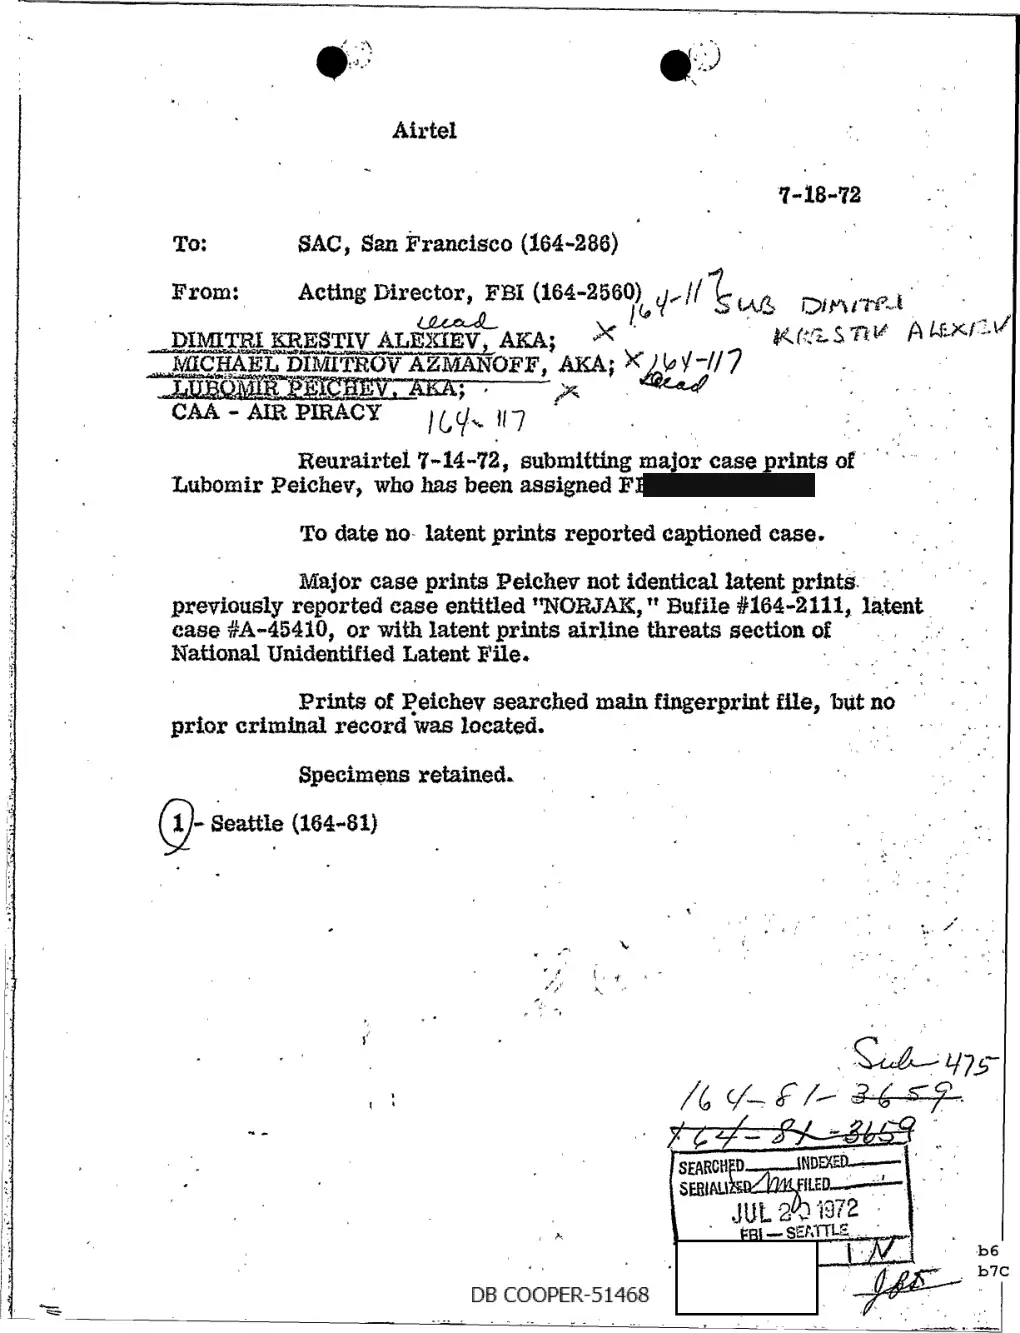 Airtel
7-18-72
To: SAC, San Francisco (164-286)
From: Acting Director, FBI (164-2560)
164-117 SUB DIMITRI
KRESTIV ALEXIEV
dead
DIMITRI KRESTIV ALEXIEV, AKA; X
MICHAEL DIMITROV AZMANOFF, AKA; X 164-117
dead
LUBOMIR PEICHEV, AKA; X
CAA - AIR PIRACY 164-117
Reurairtel 7-14-72, submitting major case prints of
Lubomir Peichev, who has been assigned
To date no latent prints reported captioned case.
Major case prints Peichev not identical latent prints
previously reported case entitled "NORJAK," Bufile #164-2111, latent
case #A-45410, or with latent prints airline threats section of
National Unidentified Latent File.
Prints of Peichev searched main fingerprint file, but no
prior criminal record was located.
Specimens retained.
1 - Seattle (164-81)
Sub 475
164-81-3659
164-81-3659
SEARCHED INDEXED
SERIALIZED FILED
JUL 20 1972
FBI — SEATTLE
b6
b7C
DB COOPER-51468